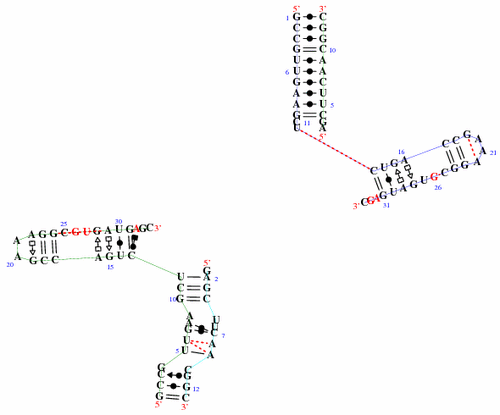 5' 3'
1 G C
C G
C G
G C 10
U A
U A
6 G C
A U
A U 5
G G
11 A
5'
C U G A 16 C C G A A 21
A G G C 26 G U G A U 31 A G C 3'
25 30
A A G G C G U G A U G A G C 3'
20 A G C C A 15 G U C
5'
U G
C A 2
G G
10 C
A U
A C 7
G A
U A
5 U
G G
C G 12
C C
G
5' 3'